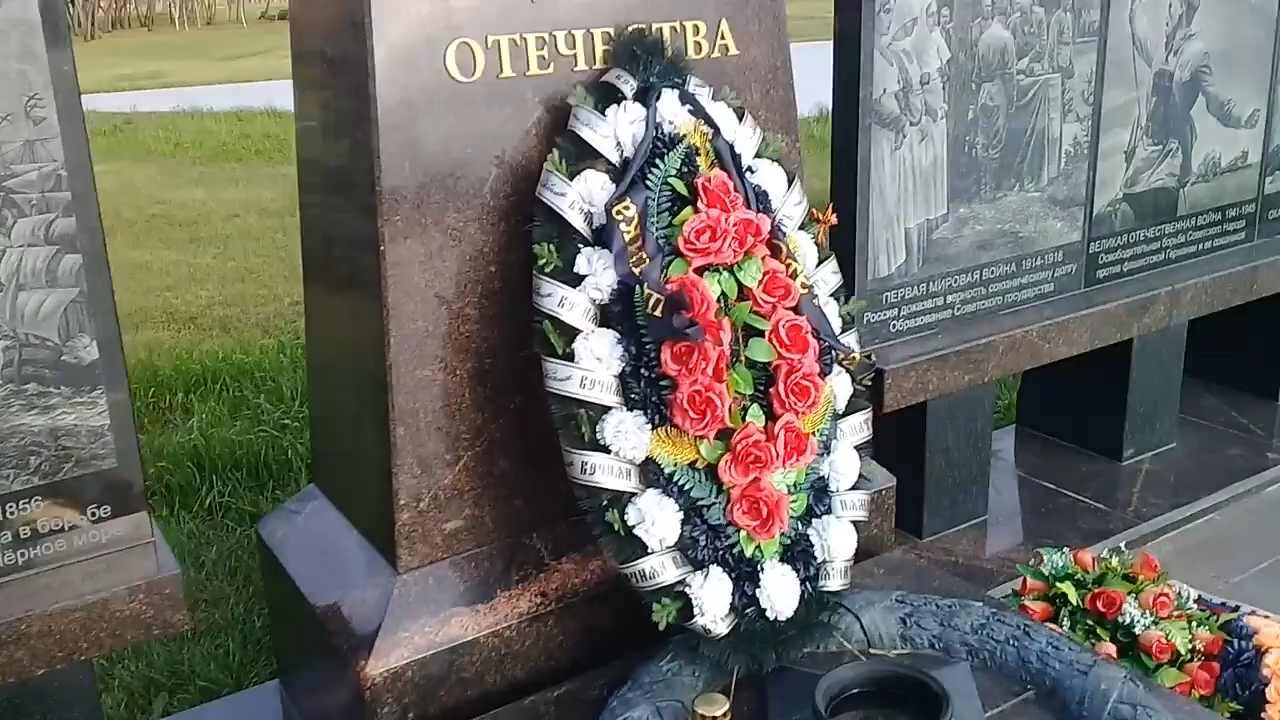 ОТЕЧЕСТВА
ПЕРВАЯ МИРОВАЯ ВОЙНА 1914-1918
Россия доказала верность союзническому долгу
Образование Советского государства
ВЕЛИКАЯ ОТЕЧЕСТВЕННАЯ ВОЙНА 1941-1945
Освободительная борьба Советского Народа
против фашистской Германии и ее союзников
1856
а в борьбе
Чёрное море